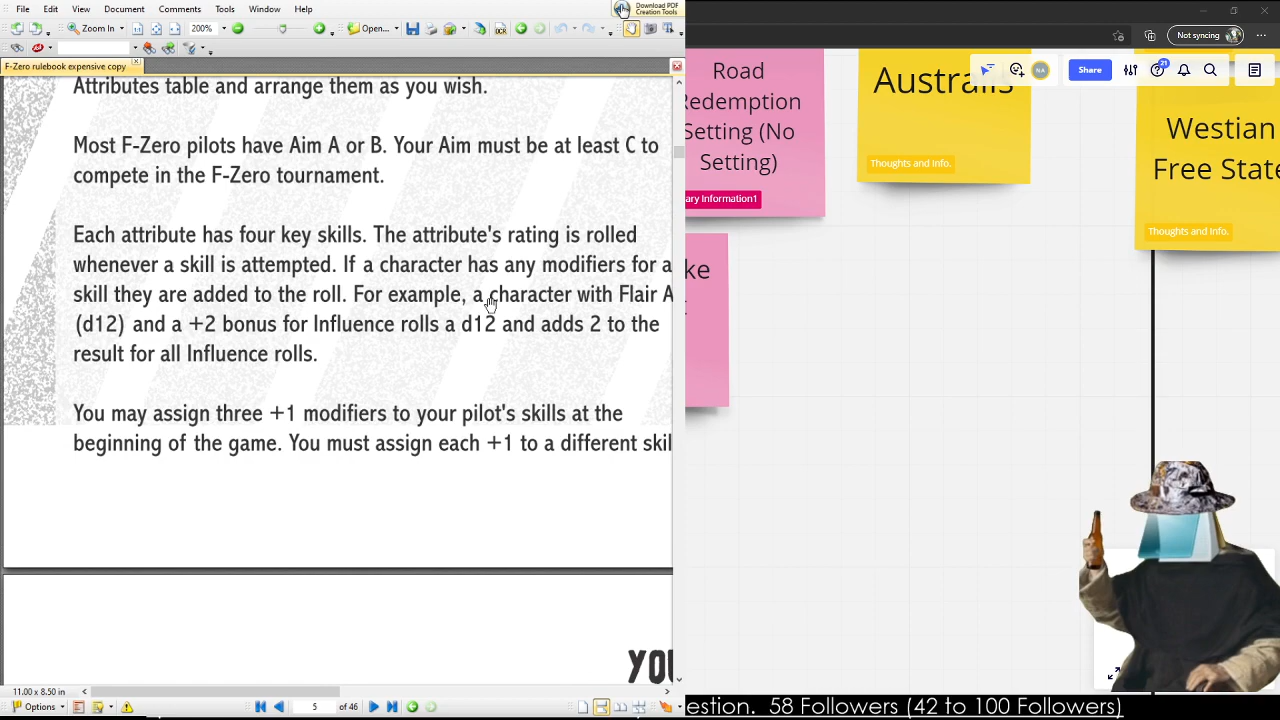 File Edit View Document Comments Tools Window Help
Download PDF
Creation Tools
Zoom In 200% Open...
OCR
F-Zero rulebook expensive copy
Attributes table and arrange them as you wish.
Most F-Zero pilots have Aim A or B. Your Aim must be at least C to
compete in the F-Zero tournament.
Each attribute has four key skills. The attribute's rating is rolled
whenever a skill is attempted. If a character has any modifiers for a
skill they are added to the roll. For example, a character with Flair A
(d12) and a +2 bonus for Influence rolls a d12 and adds 2 to the
result for all Influence rolls.
You may assign three +1 modifiers to your pilot's skills at the
beginning of the game. You must assign each +1 to a different skil
YOU
11.00 x 8.50 in
Options 5 of 46
Not syncing
NA Share 21
Road
Redemption
Setting (No
Setting)
ary Information1
ke
Australis
Thoughts and Info.
Westian
Free State
Thoughts and Info.
estion. 58 Followers (42 to 100 Followers)